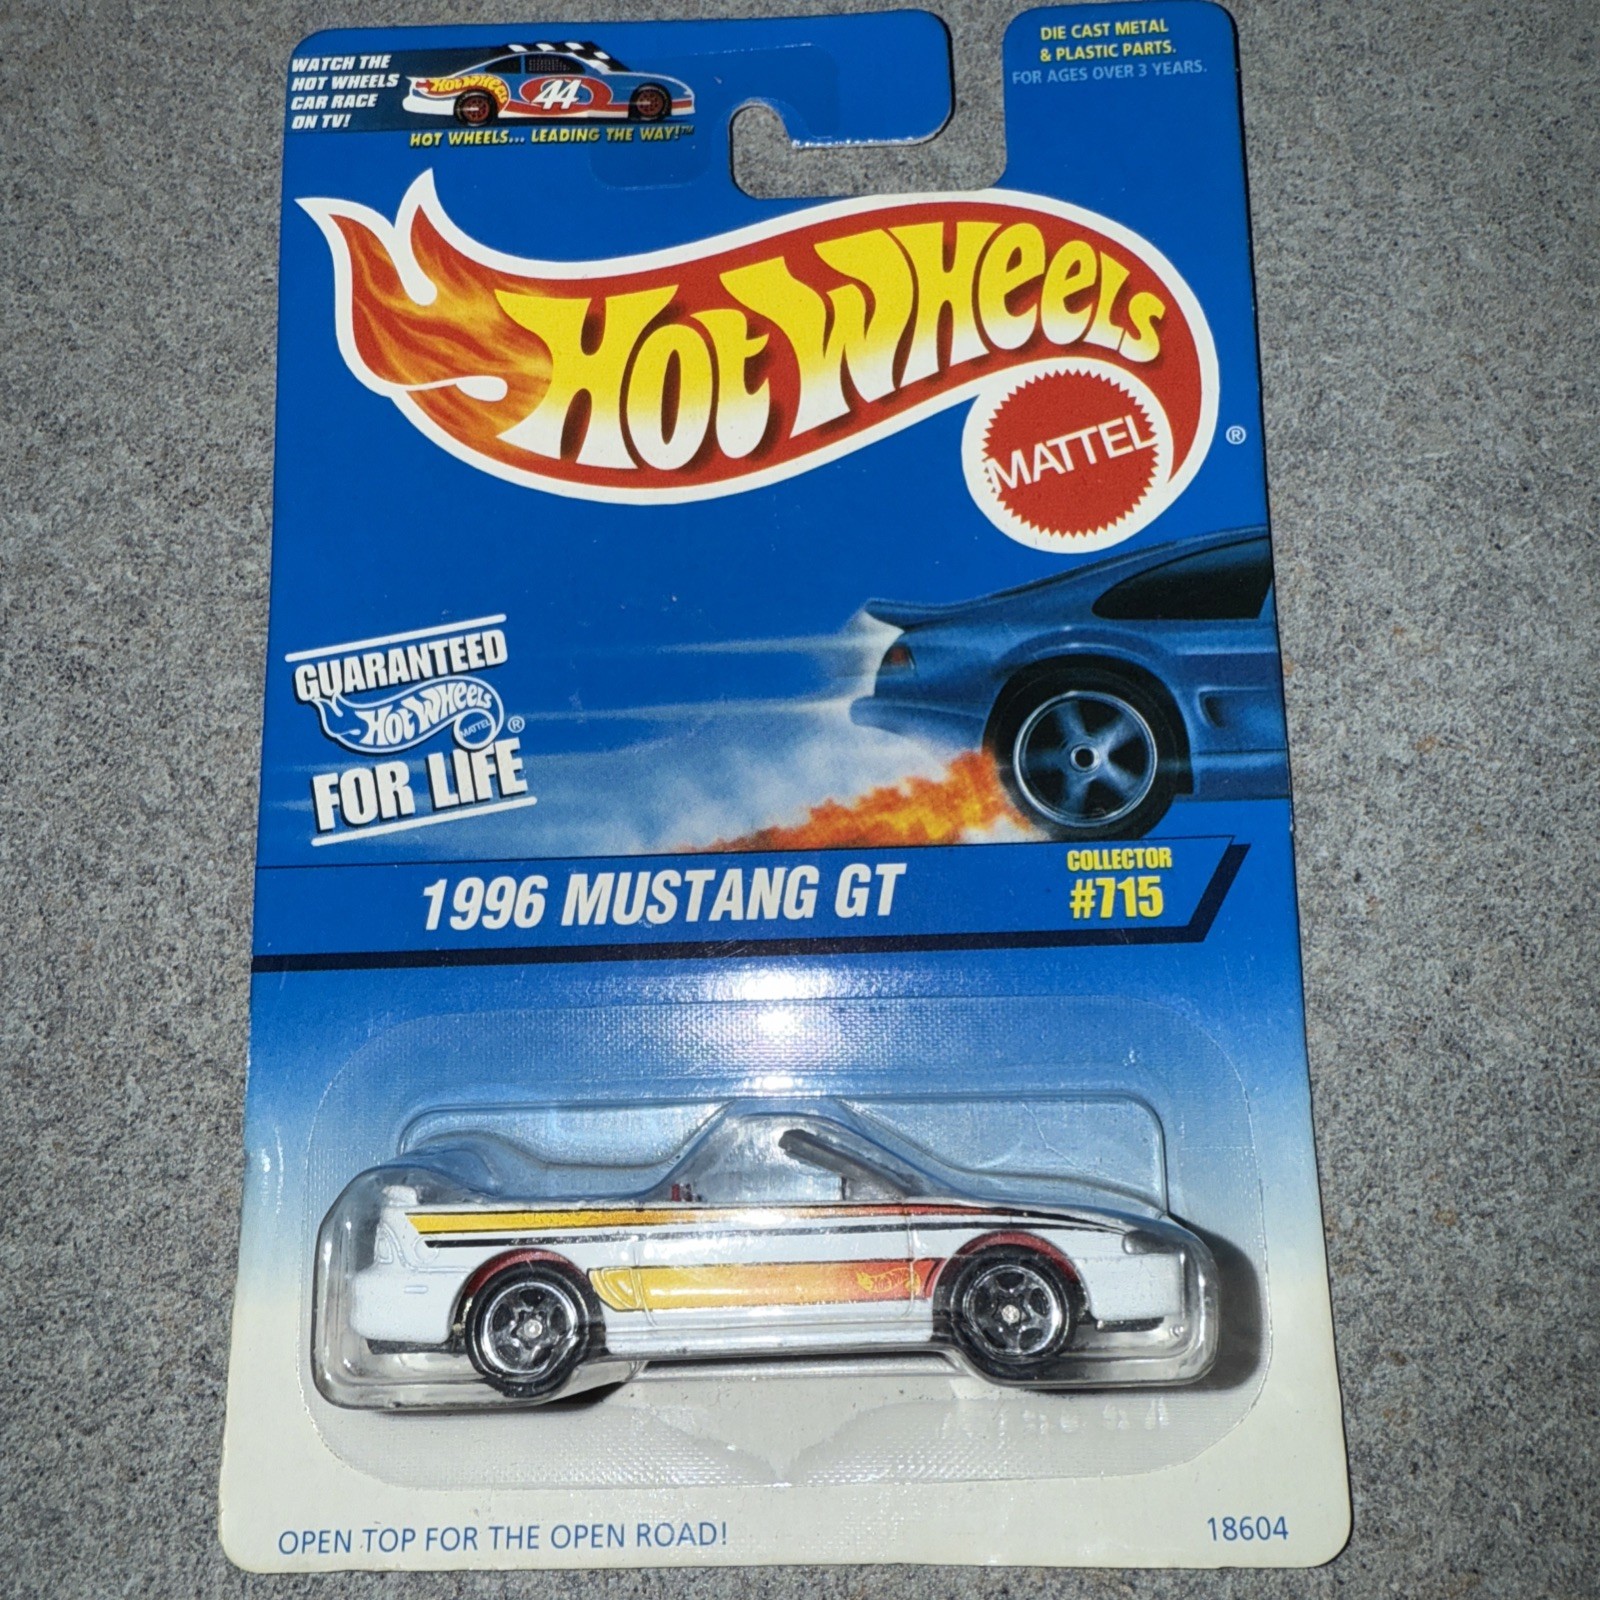 WATCH THE
HOT WHEELS
CAR RACE
ON TV!
HOT WHEELS
44
HOT WHEELS... LEADING THE WAY!™
DIE CAST METAL
& PLASTIC PARTS.
FOR AGES OVER 3 YEARS.
HOT WHEELS
MATTEL
®
GUARANTEED
HOT WHEELS
MATTEL
®
FOR LIFE
1996 MUSTANG GT
COLLECTOR
#715
OPEN TOP FOR THE OPEN ROAD!
18604